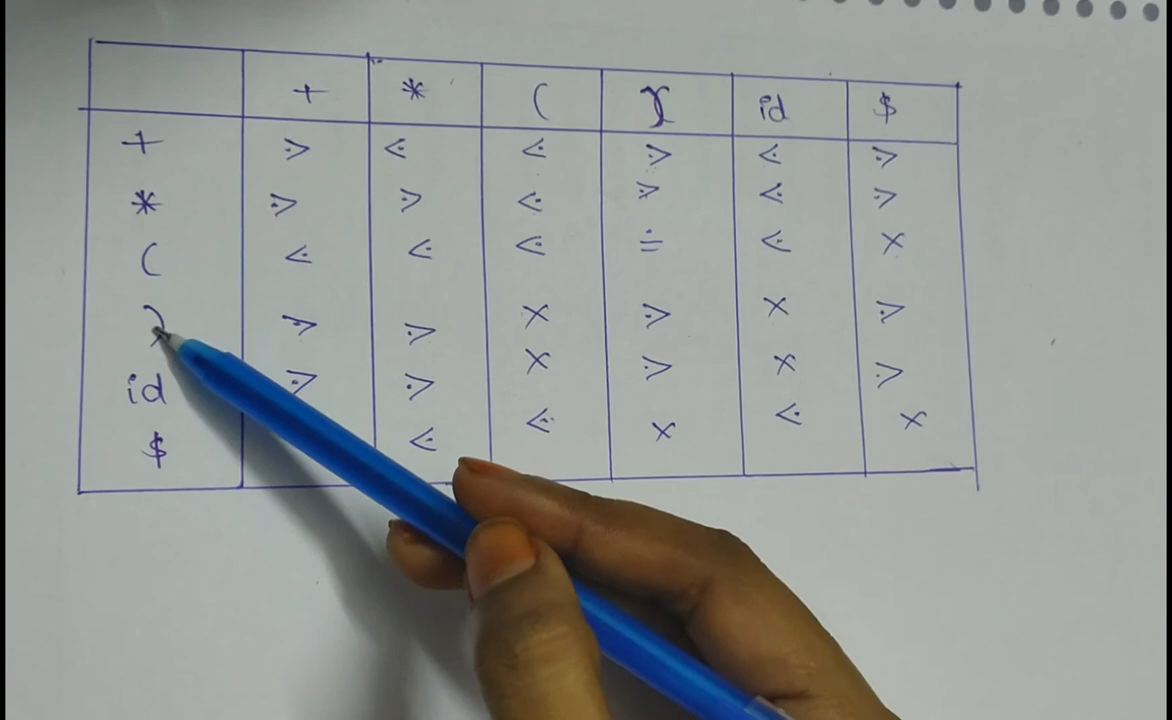 + * ( ) id $
+ ⋗ ⋖ ⋖ ⋗ ⋖ ⋗
* ⋗ ⋗ ⋖ ⋗ ⋖ ⋗
( ⋖ ⋖ ⋖ ≐ ⋖ ×
) ⋗ ⋗ × ⋗ × ⋗
id ⋗ ⋗ × ⋗ × ⋗
$ ⋖ ⋖ × ⋖ ×